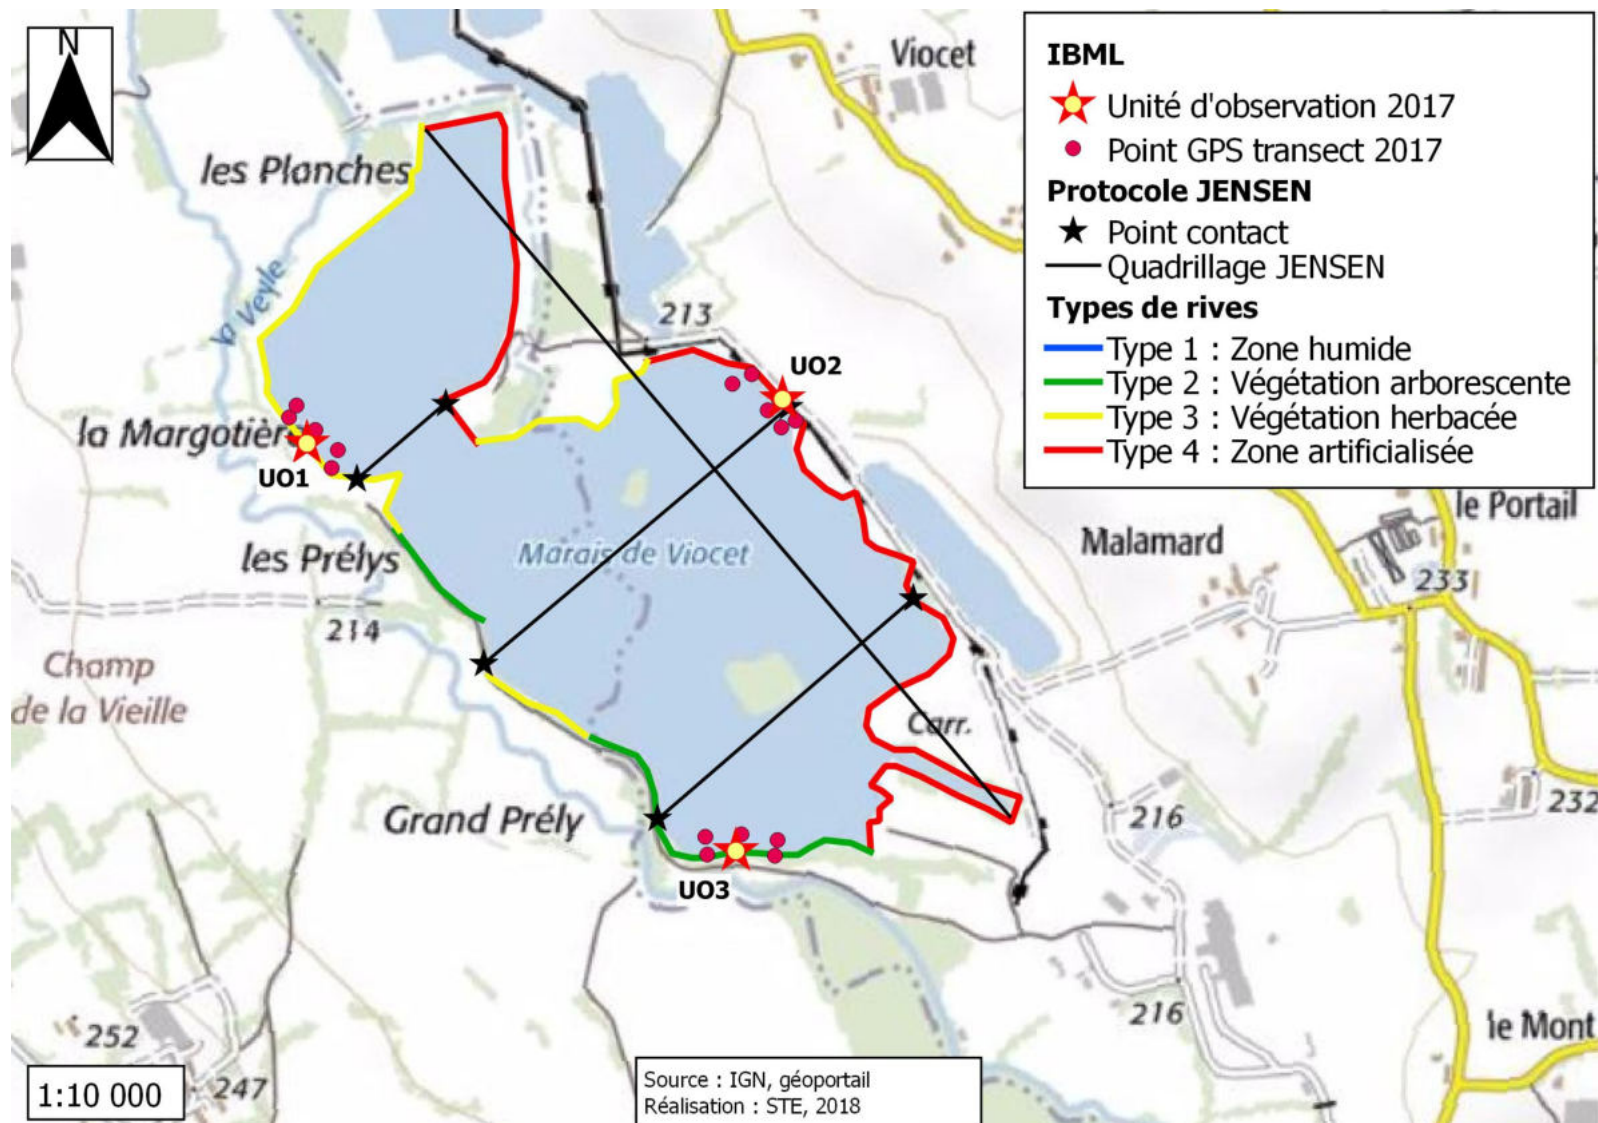 N
Viocet
IBML
Unité d'observation 2017
Point GPS transect 2017
Protocole JENSEN
Point contact
Quadrillage JENSEN
Types de rives
Type 1 : Zone humide
Type 2 : Végétation arborescente
Type 3 : Végétation herbacée
Type 4 : Zone artificialisée
les Planches
la Veyle
213
UO2
la Margotièr
UO1
le Portail
Malamard
Marais de Viocet
les Prélys
233
214
Champ
de la Vieille
Carr.
Grand Prély
216
232
UO3
216
252
le Mont
247
1:10 000
Source : IGN, géoportail
Réalisation : STE, 2018